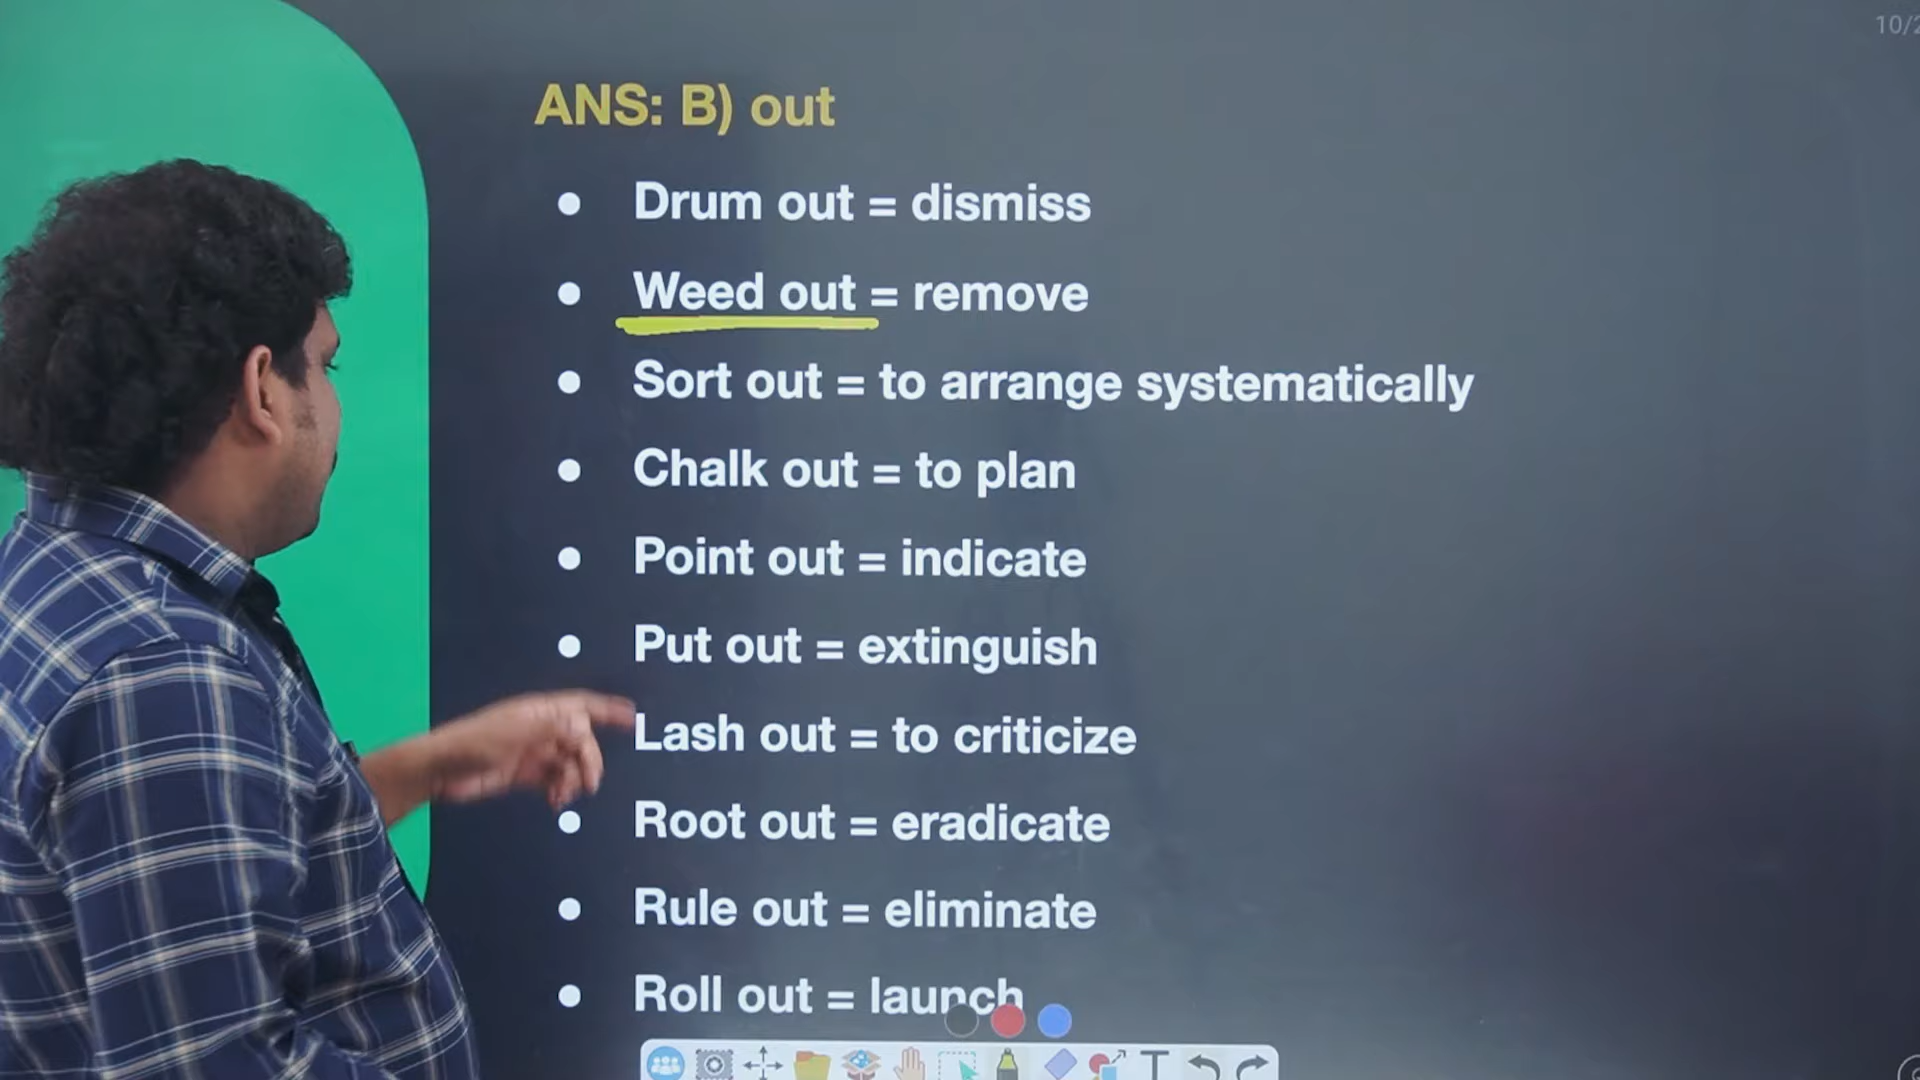 ANS: B) out
● Drum out = dismiss
● Weed out = remove
● Sort out = to arrange systematically
● Chalk out = to plan
● Point out = indicate
● Put out = extinguish
Lash out = to criticize
● Root out = eradicate
● Rule out = eliminate
● Roll out = launch